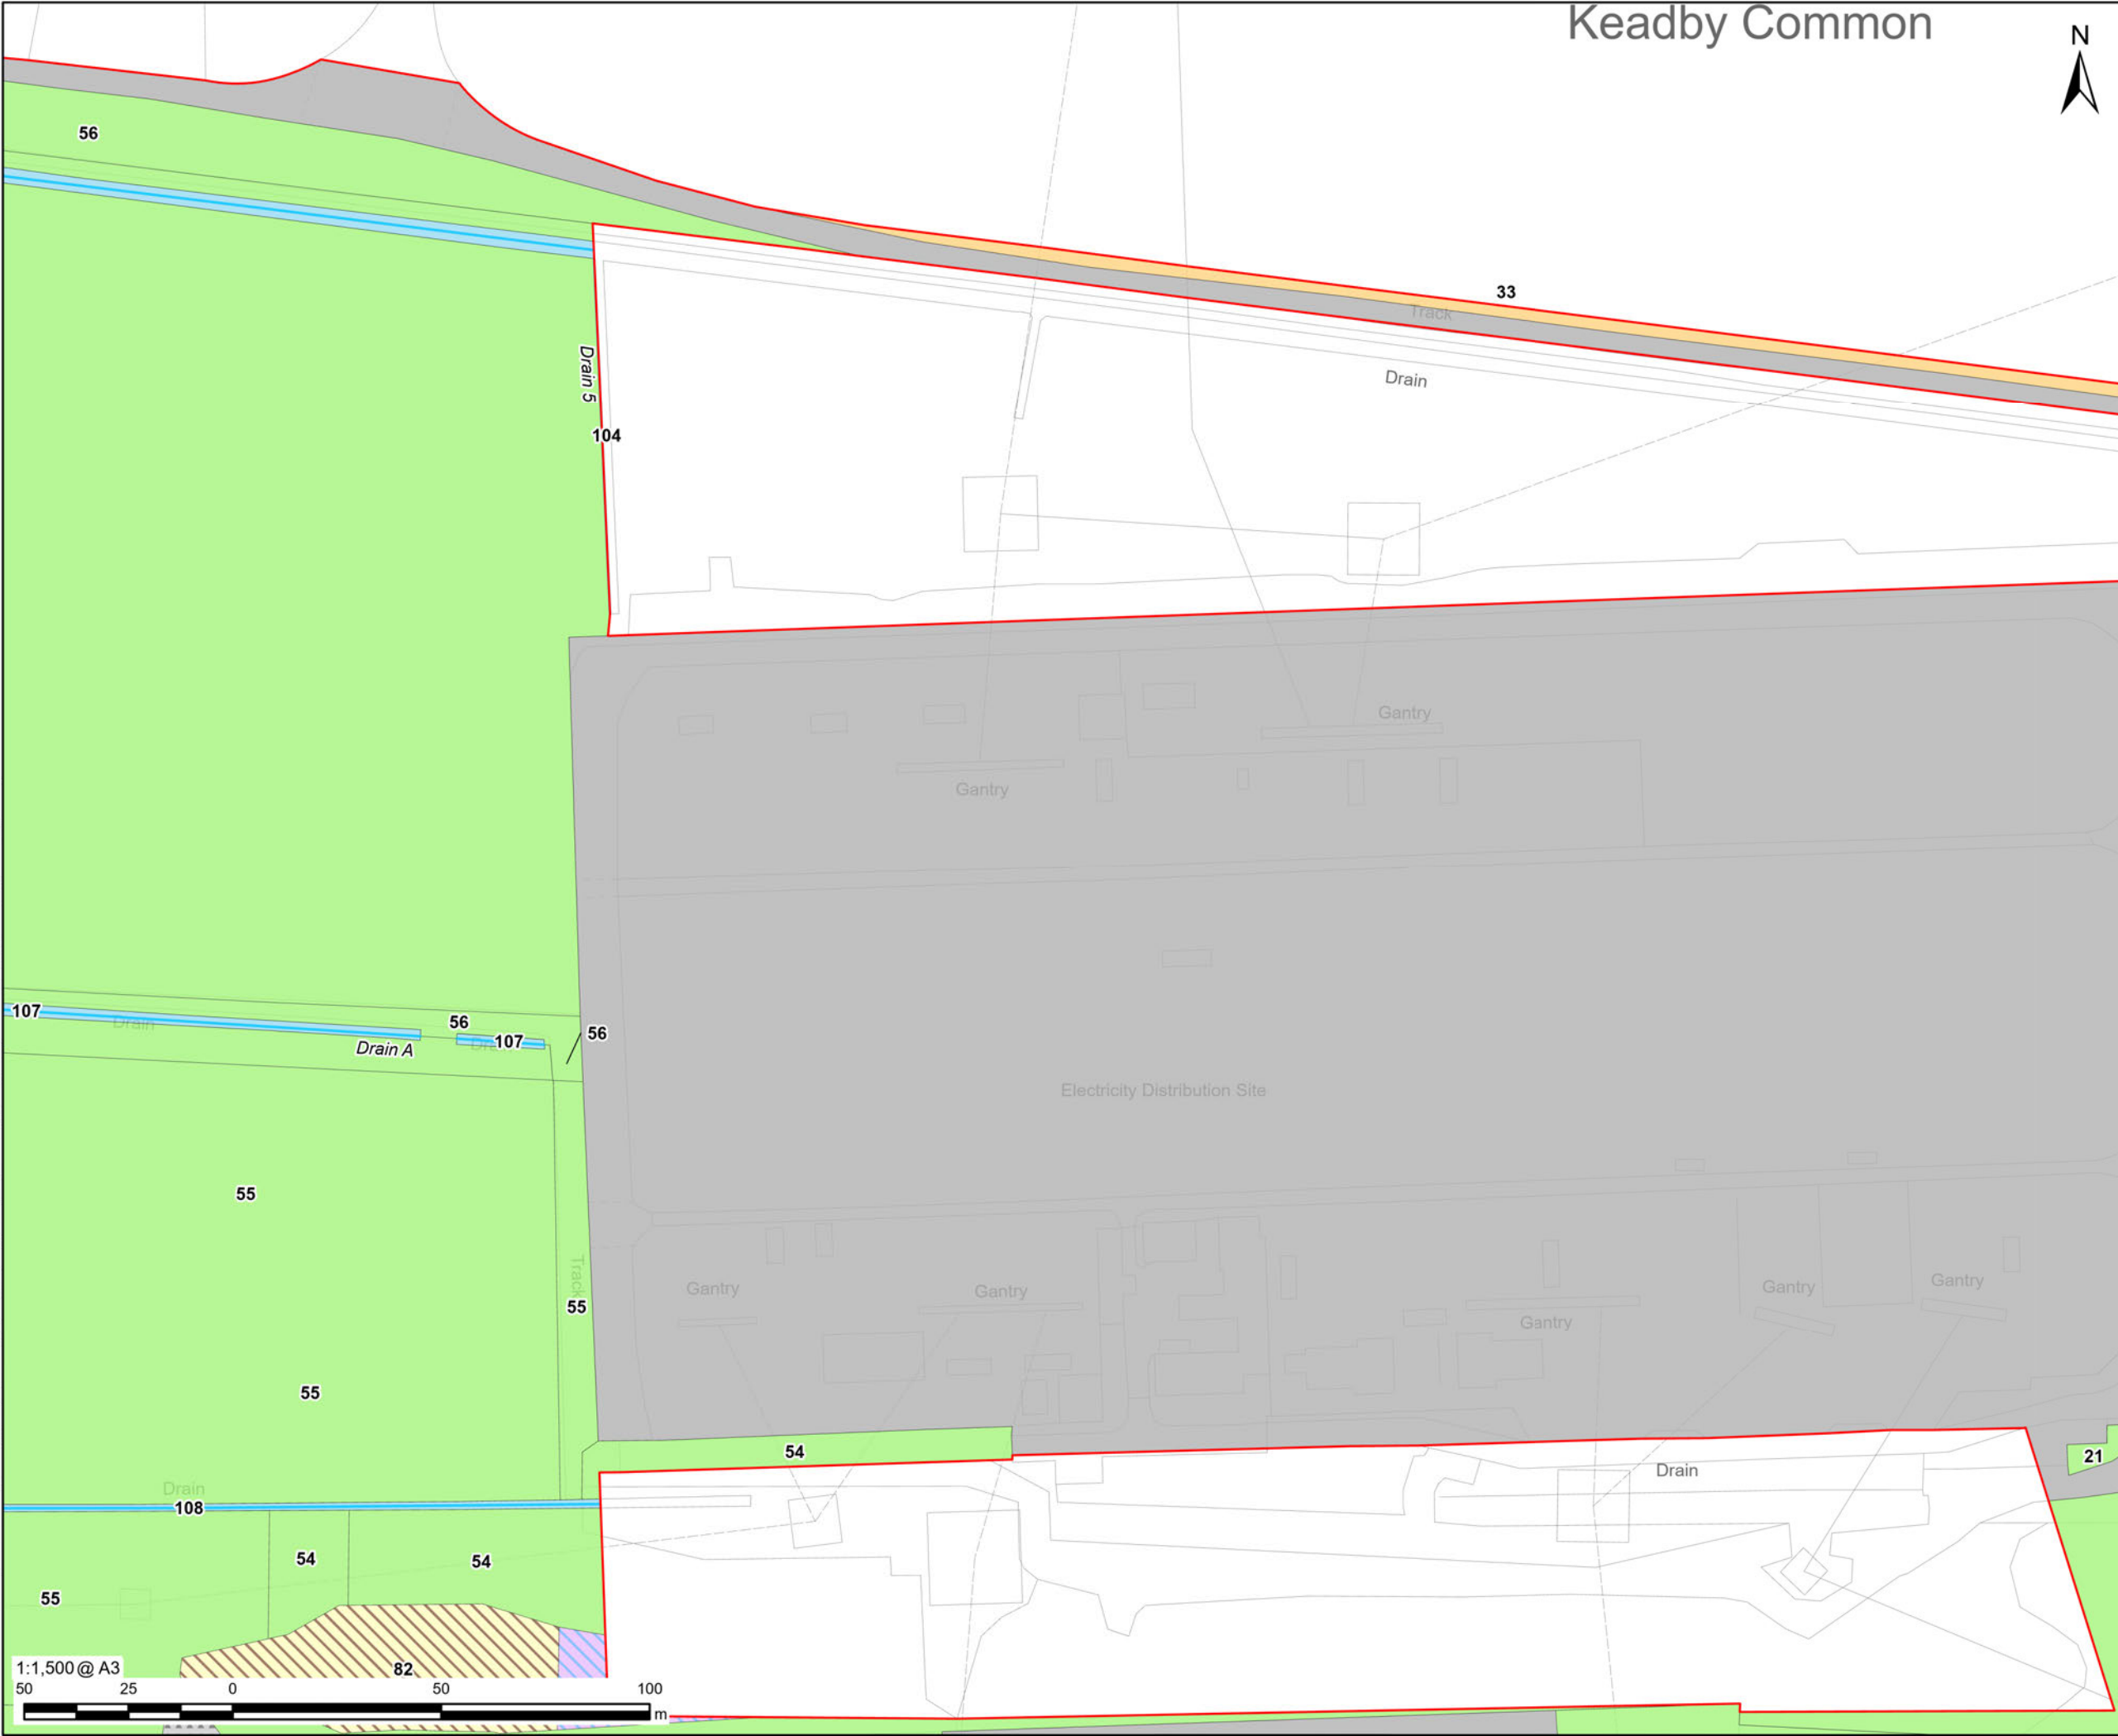 Keadby Common
N
56
33
Track
Drain
Drain 5
104
Gantry
Gantry
107
Drain
56
107
Drain A
56
Electricity Distribution Site
55
Track
55
Gantry
Gantry
Gantry
Gantry
Gantry
55
54
21
Drain
Drain
108
54
54
55
82
1:1,500 @ A3
50 25 0 50 100
m